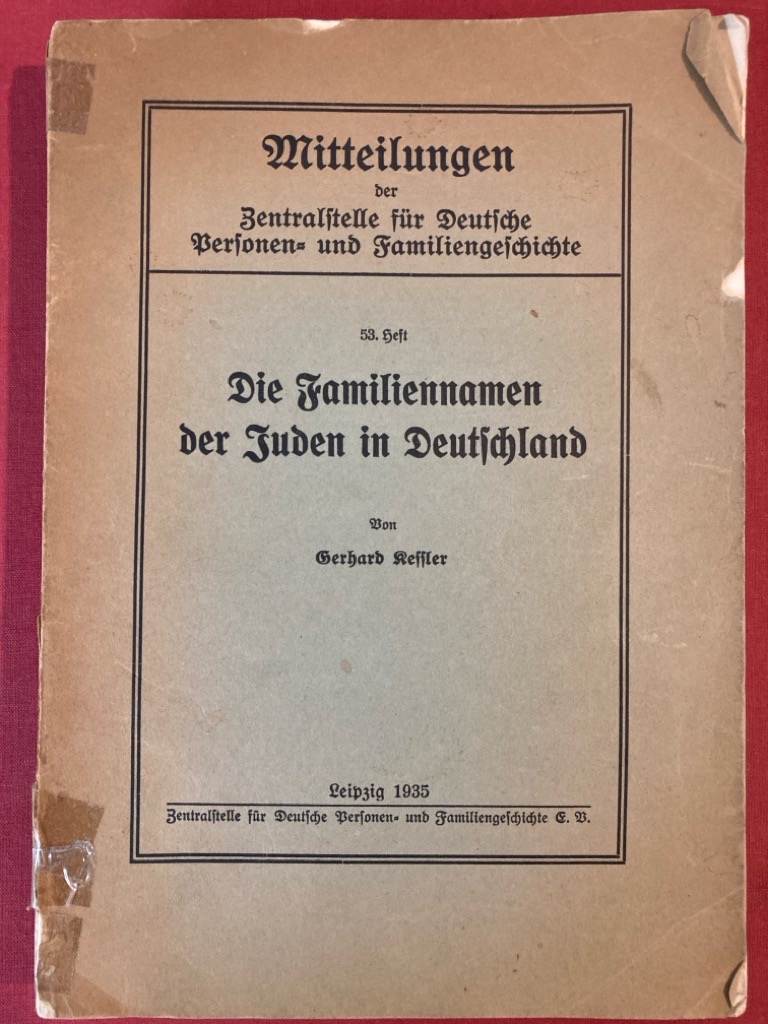 Mitteilungen
der
Zentralſtelle für Deutſche
Perſonen- und Familiengeſchichte
53. Heft
Die Familiennamen
der Juden in Deutſchland
Von
Gerhard Keſſler
Leipzig 1935
Zentralſtelle für Deutſche Perſonen- und Familiengeſchichte E. V.